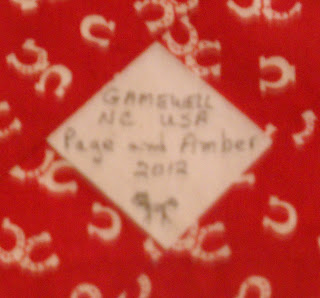 GAMEWELL
NC USA
Page and Amber
2012